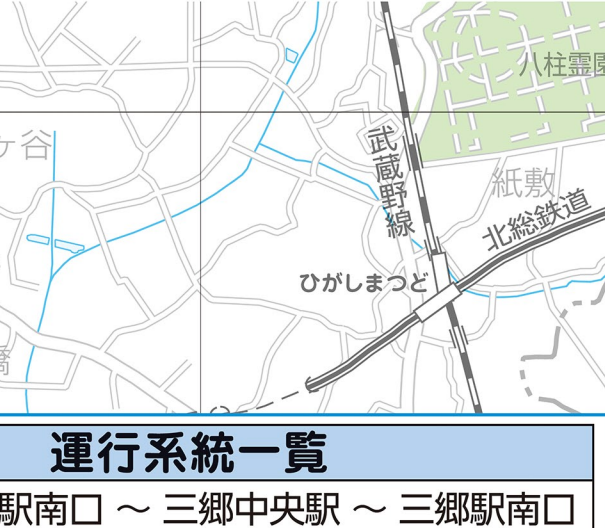 八柱霊園
ヶ谷
武蔵野線
紙敷
北総鉄道
ひがしまつど
運行系統一覧
駅南口 ～ 三郷中央駅 ～ 三郷駅南口